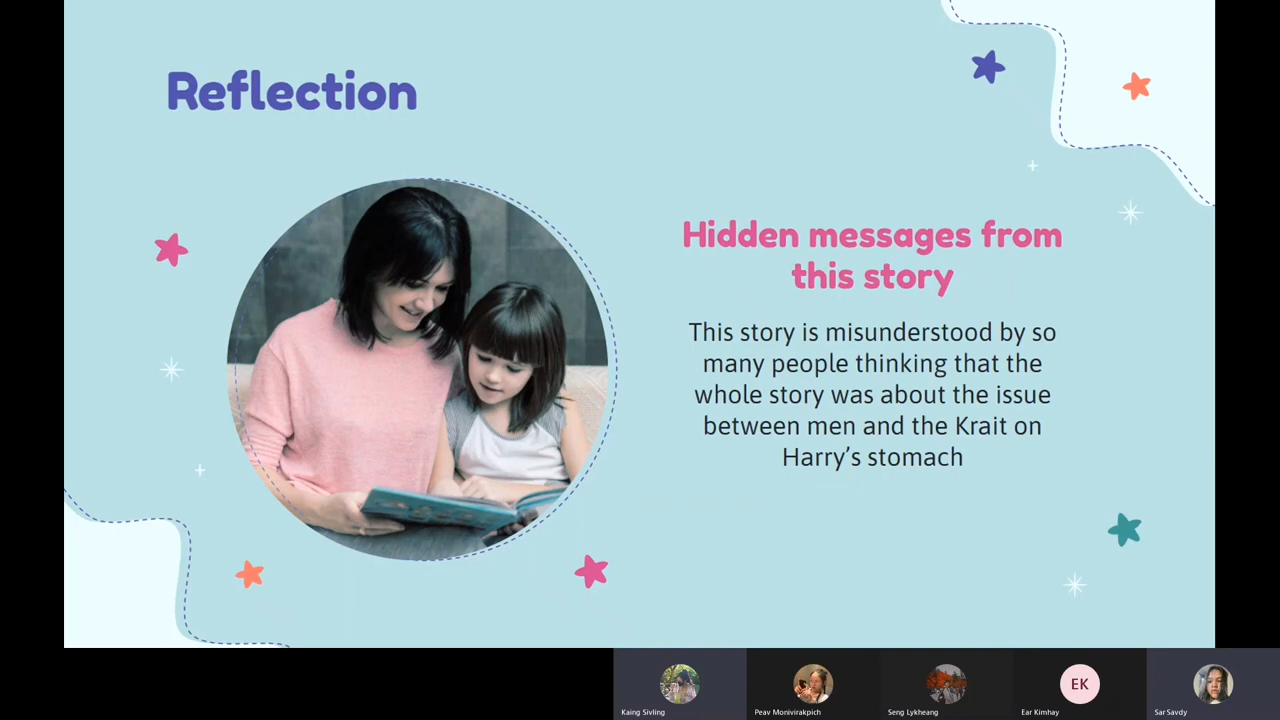 Reflection
Hidden messages from
this story
This story is misunderstood by so
many people thinking that the
whole story was about the issue
between men and the Krait on
Harry’s stomach
EK
Kaing Sivling
Peav Monivirakpich
Seng Lykheang
Ear Kimhay
Sar Savdy